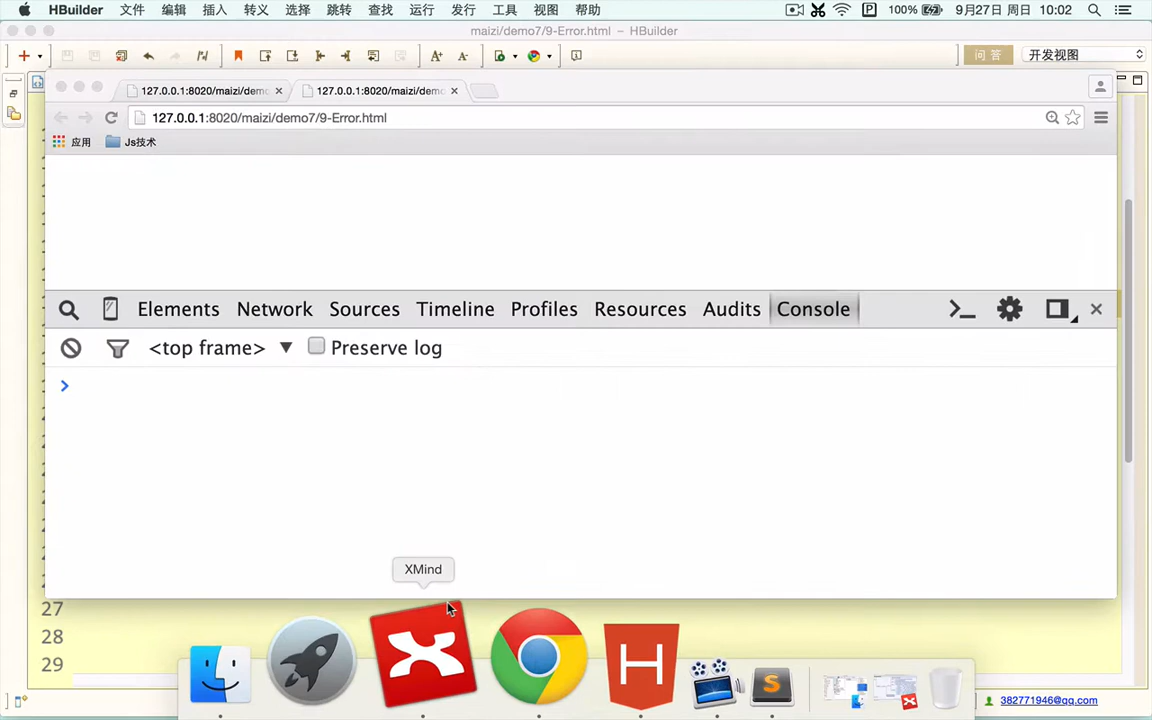 HBuilder 文件 编辑 插入 转义 选择 跳转 查找 运行 发行 工具 视图 帮助 100% 9月27日 周日 10:02
maizi/demo7/9-Error.html — HBuilder
问 答 开发视图
127.0.0.1:8020/maizi/demo 127.0.0.1:8020/maizi/demo
127.0.0.1:8020/maizi/demo7/9-Error.html
应用 Js技术
Elements Network Sources Timeline Profiles Resources Audits Console
<top frame> ▼ Preserve log
>
XMind
27
28
29
382771946@qq.com